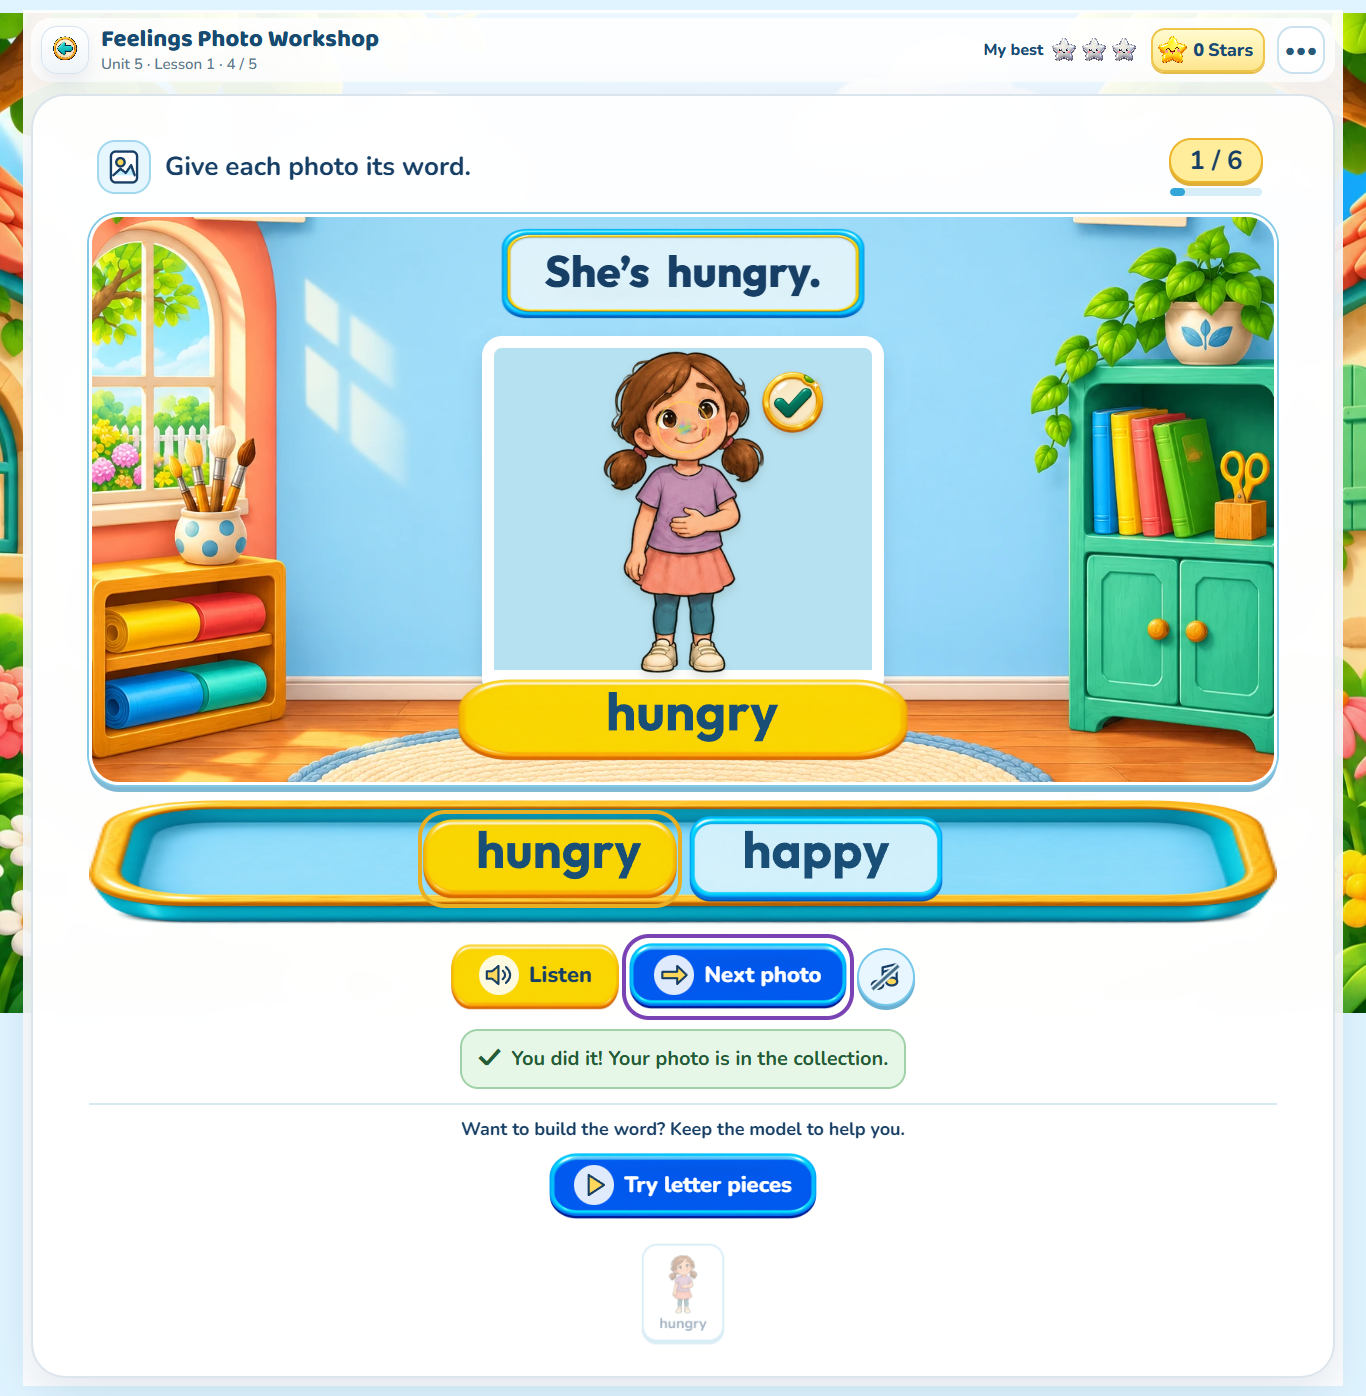 Feelings Photo Workshop
Unit 5 · Lesson 1 · 4 / 5
My best
0 Stars
Give each photo its word.
1 / 6
She’s hungry.
hungry
hungry
happy
Listen
Next photo
You did it! Your photo is in the collection.
Want to build the word? Keep the model to help you.
Try letter pieces
hungry